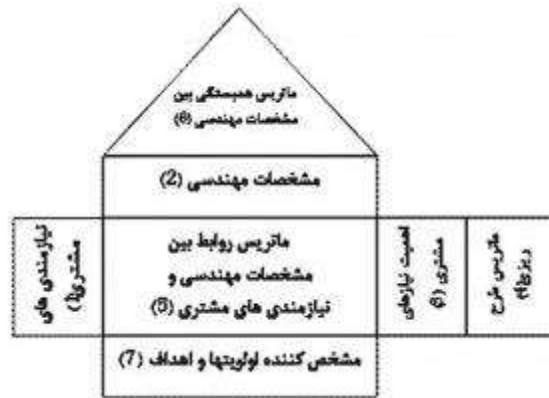 ماتریس همبستگی بین
مشخصات مهندسی (6)
مشخصات مهندسی (2)
نیازمندی های
مشتری(1)
ماتریس روابط بین
مشخصات مهندسی و
نیازمندی های مشتری (5)
اهمیت نیازهای
مشتری (3)
ماتریس طرح
ریزی(4)
مشخص کننده اولویتها و اهداف (7)